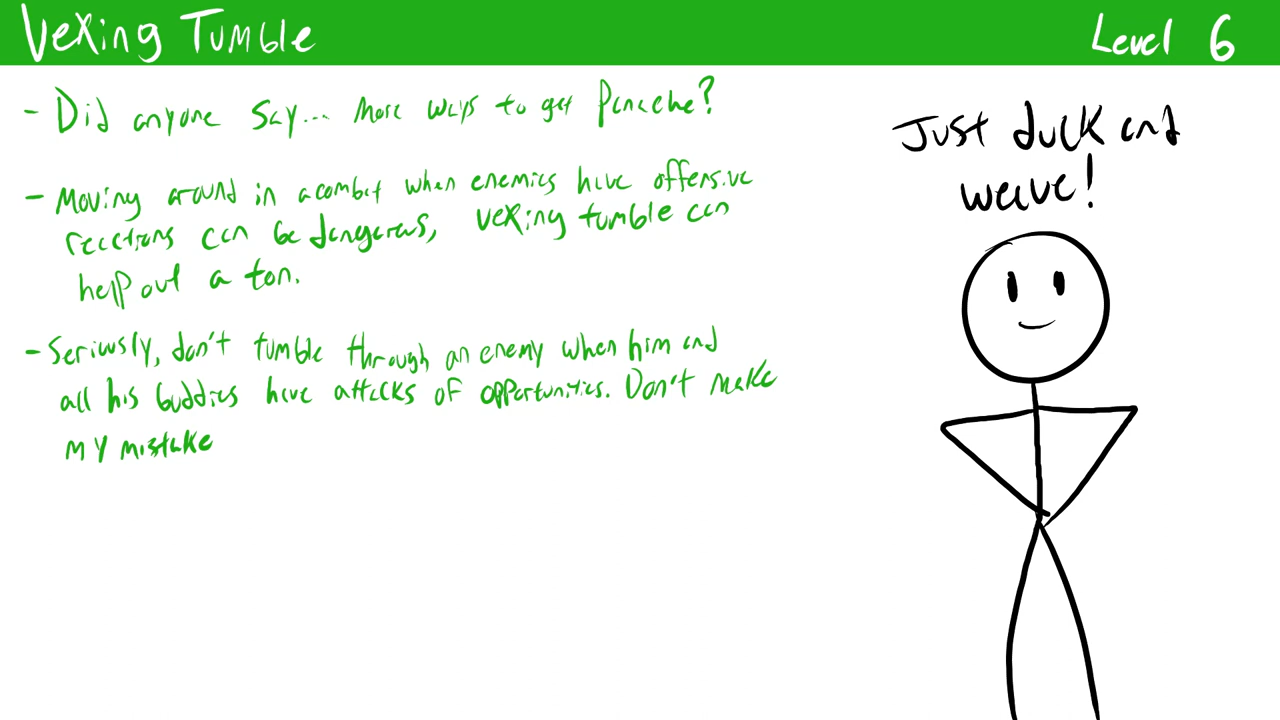 Vexing Tumble
Level 6
- Did anyone say... More ways to get Panache?
- Moving around in a combat when enemies have offensive
reactions can be dangerous, vexing tumble can
help out a ton.
- Seriously, don't tumble through an enemy when him and
all his buddies have attacks of opportunities. Don't make
my mistake
Just duck and
weave!